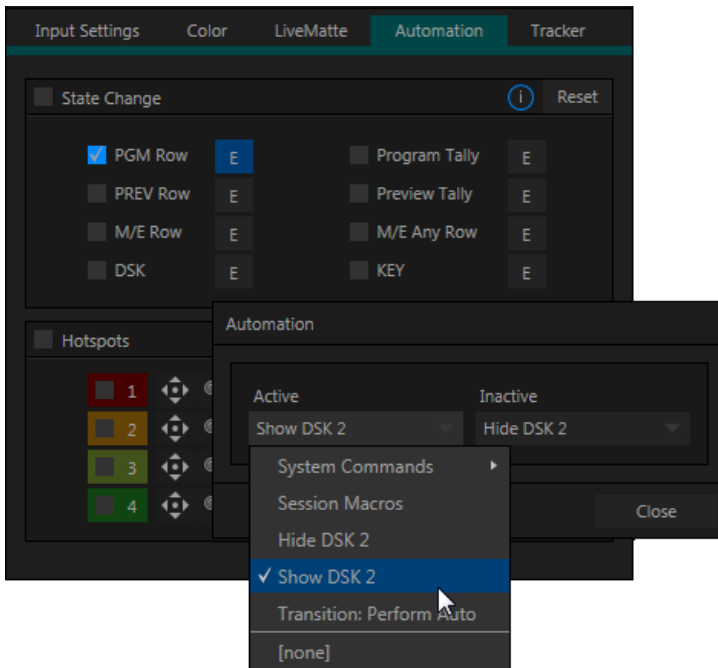 Input Settings Color LiveMatte Automation Tracker
State Change i Reset
PGM Row E Program Tally E
PREV Row E Preview Tally E
M/E Row E M/E Any Row E
DSK E KEY E
Automation
Hotspots
1
2
3
4
Active Inactive
Show DSK 2 Hide DSK 2
System Commands
Session Macros
Close
Hide DSK 2
Show DSK 2
Transition: Perform Auto
[none]